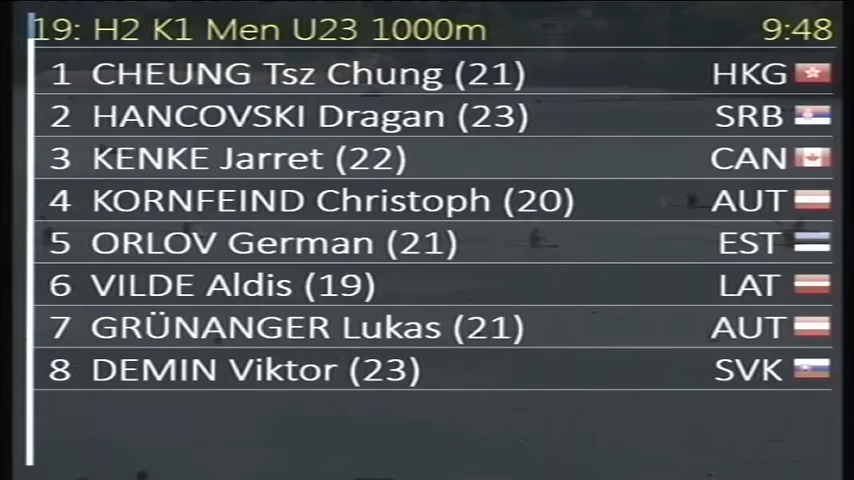 19: H2 K1 Men U23 1000m 9:48
1 CHEUNG Tsz Chung (21) HKG
2 HANCOVSKI Dragan (23) SRB
3 KENKE Jarret (22) CAN
4 KORNFEIND Christoph (20) AUT
5 ORLOV German (21) EST
6 VILDE Aldis (19) LAT
7 GRÜNANGER Lukas (21) AUT
8 DEMIN Viktor (23) SVK